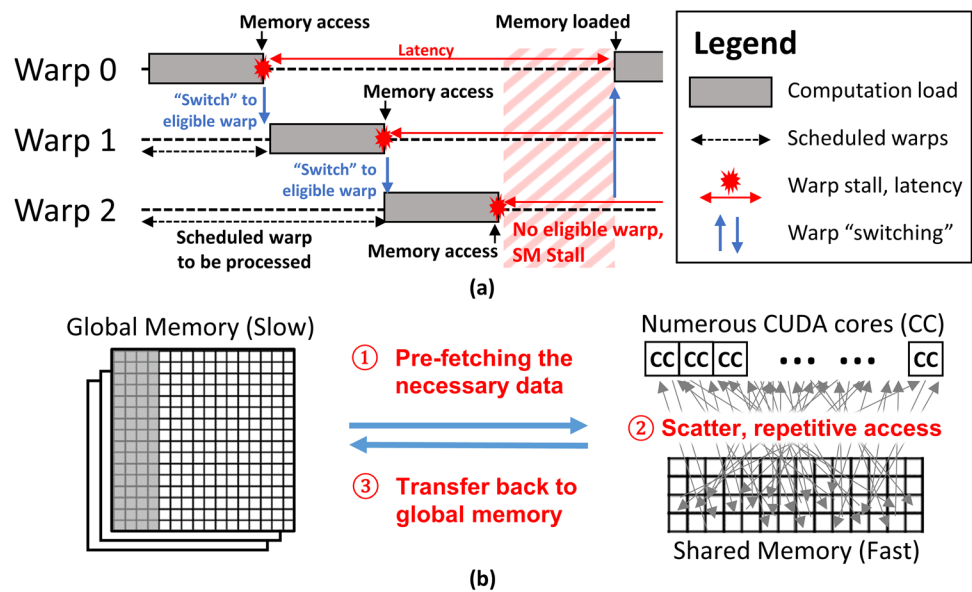 Memory access
Memory loaded
Latency
Warp 0
"Switch" to
eligible warp
Memory access
Warp 1
"Switch" to
eligible warp
Warp 2
Scheduled warp
to be processed
Memory access
No eligible warp,
SM Stall
Legend
Computation load
Scheduled warps
Warp stall, latency
Warp "switching"
(a)
Global Memory (Slow)
① Pre-fetching the
necessary data
③ Transfer back to
global memory
Numerous CUDA cores (CC)
CC CC CC ... ... CC
② Scatter, repetitive access
Shared Memory (Fast)
(b)